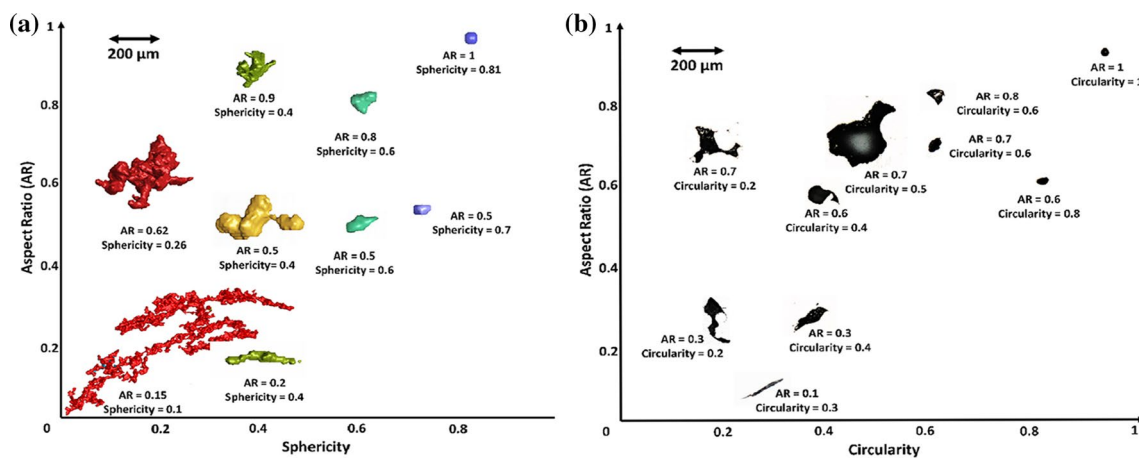 (a)
1
200 µm
AR = 1
Sphericity = 0.81
AR = 0.9
Sphericity = 0.4
0.8
AR = 0.8
Sphericity = 0.6
0.6
AR = 0.62
Sphericity = 0.26
AR = 0.5
Sphericity= 0.4
AR = 0.5
Sphericity = 0.6
AR = 0.5
Sphericity = 0.7
0.4
0.2
AR = 0.15
Sphericity = 0.1
AR = 0.2
Sphericity = 0.4
Aspect Ratio (AR)
0
0.2
0.4
0.6
0.8
Sphericity
(b)
1
200 µm
AR = 1
Circularity = 1
0.8
AR = 0.8
Circularity = 0.6
AR = 0.7
Circularity = 0.2
AR = 0.7
Circularity = 0.5
AR = 0.7
Circularity = 0.6
0.6
AR = 0.6
Circularity = 0.4
AR = 0.6
Circularity = 0.8
0.4
AR = 0.3
Circularity = 0.2
AR = 0.3
Circularity = 0.4
0.2
AR = 0.1
Circularity = 0.3
Aspect Ratio (AR)
0
0.2
0.4
0.6
0.8
1
Circularity